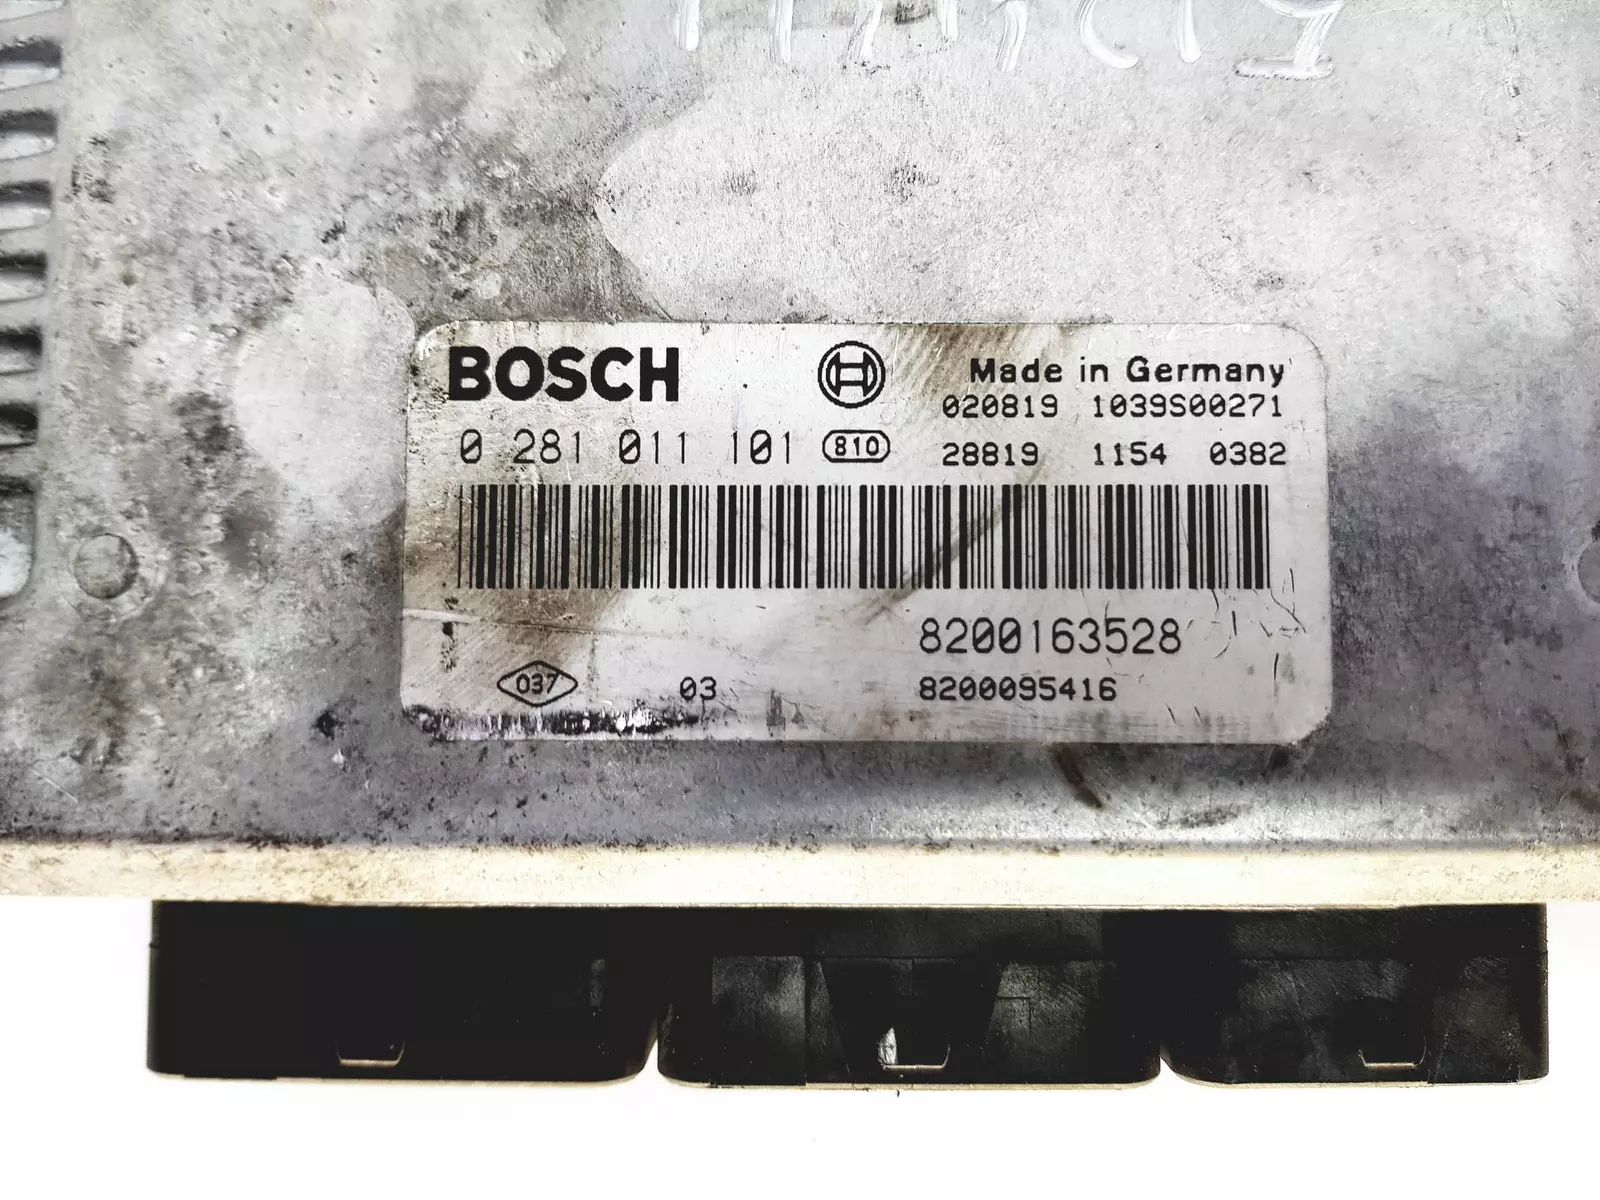 BOSCH
Made in Germany
020819 1039S00271
0 281 011 101 810
28819 1154 0382
8200163528
037 03 8200095416